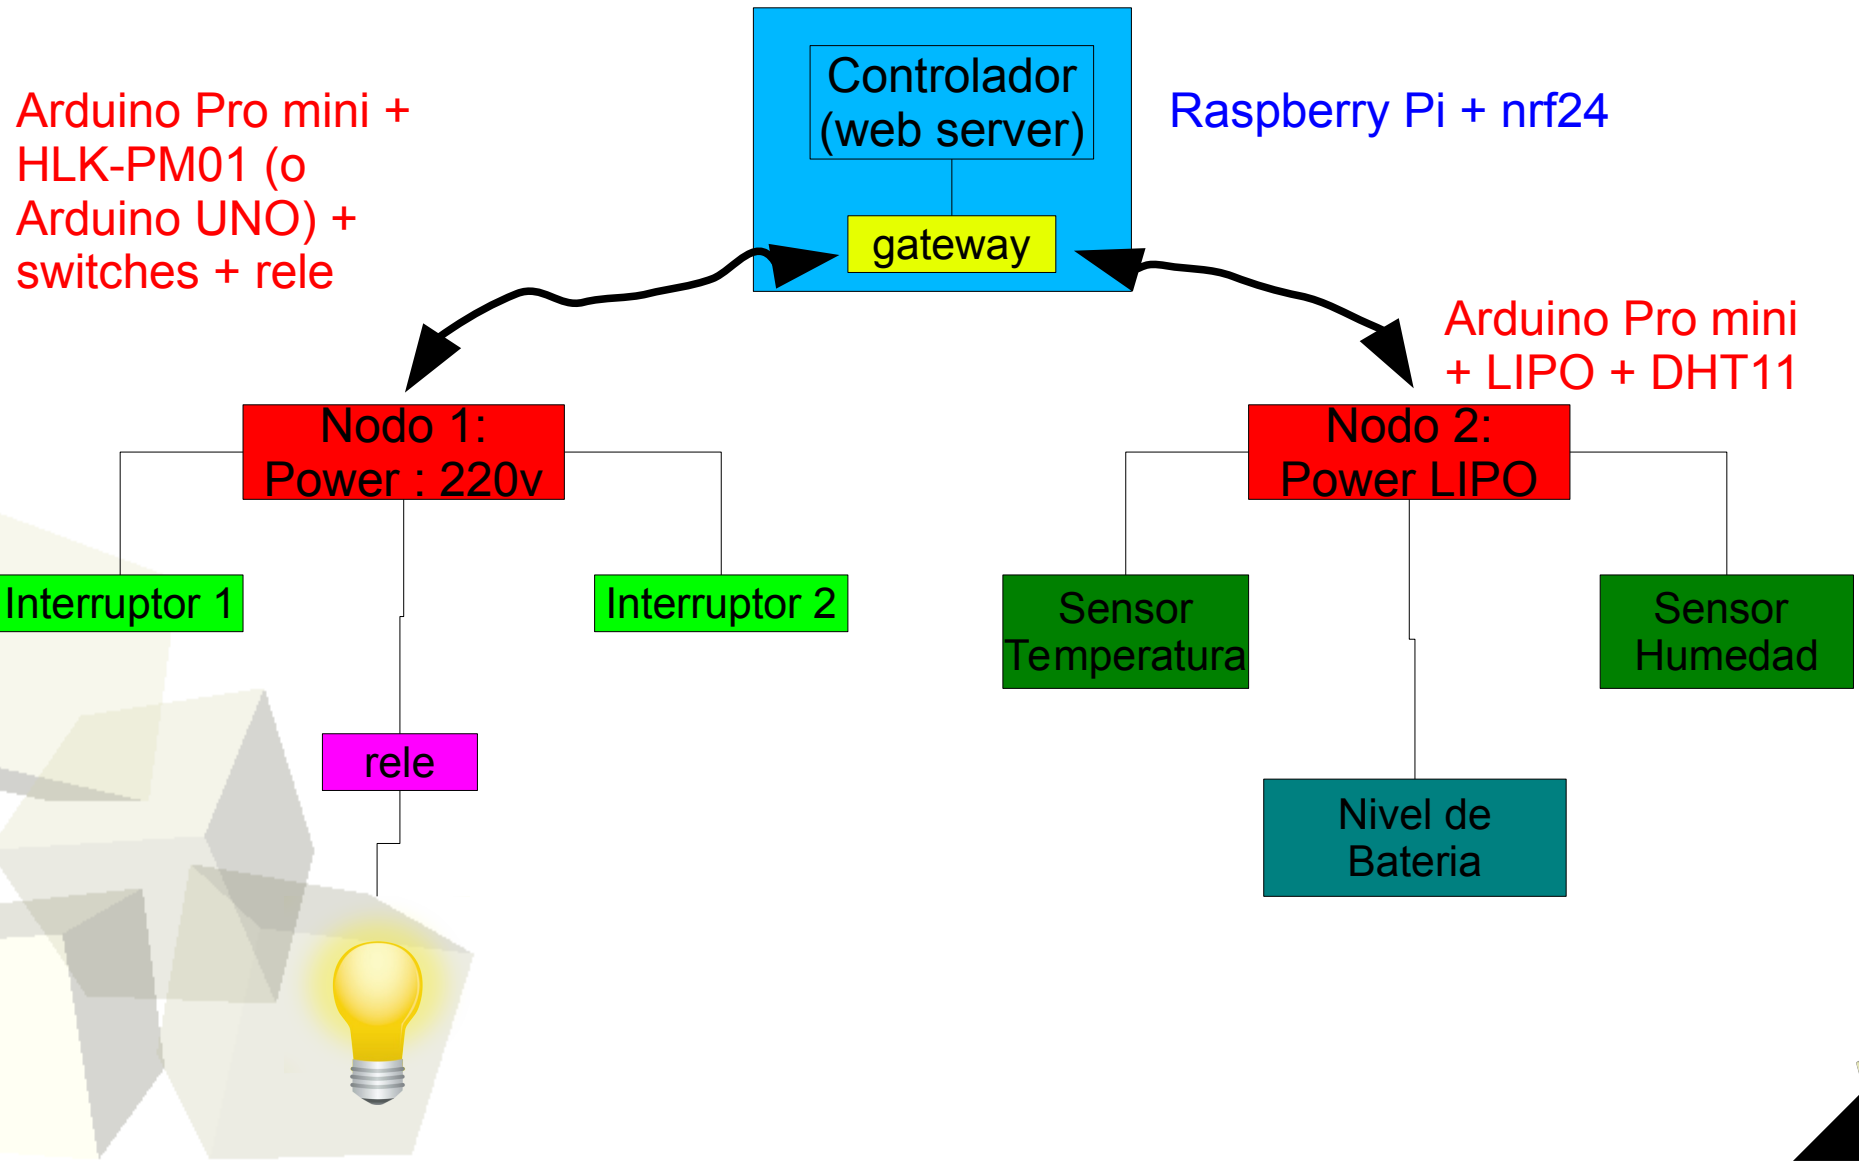 Controlador
(web server)
gateway
Raspberry Pi + nrf24
Arduino Pro mini +
HLK-PM01 (o
Arduino UNO) +
switches + rele
Arduino Pro mini
+ LIPO + DHT11
Nodo 1:
Power : 220v
Nodo 2:
Power LIPO
Interruptor 1
Interruptor 2
Sensor
Temperatura
Sensor
Humedad
rele
Nivel de
Bateria